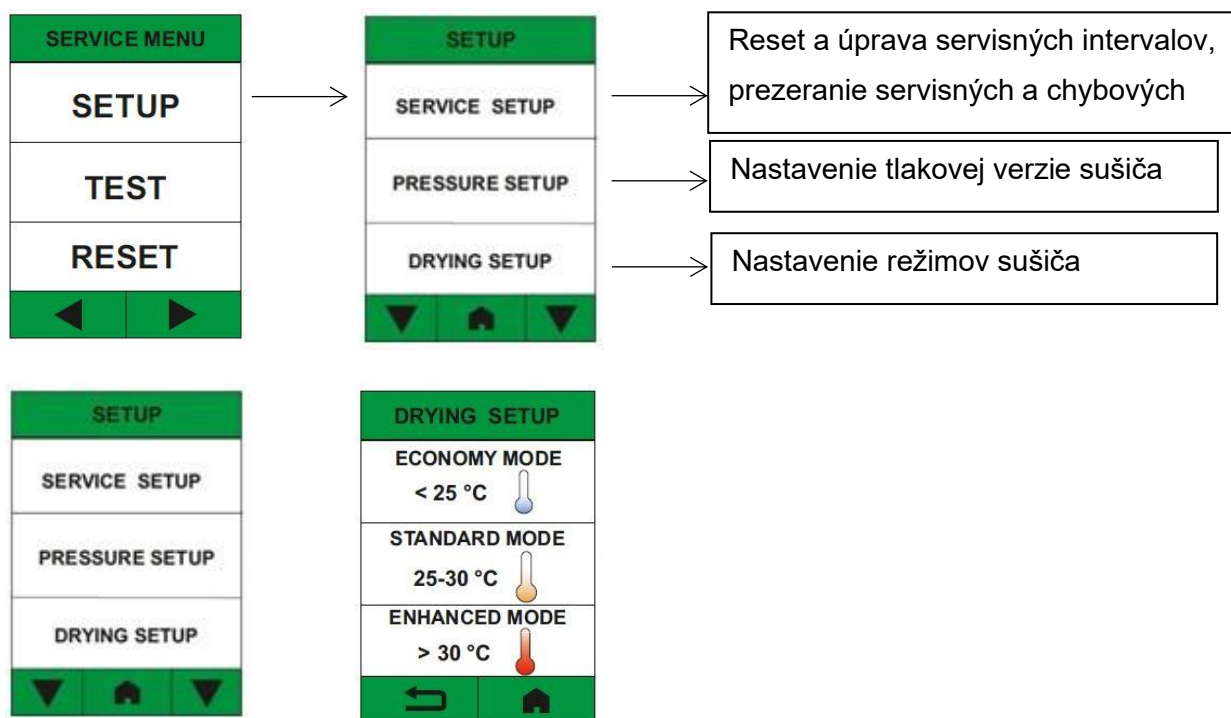 SERVICE MENU
SETUP
TEST
RESET
SETUP
SERVICE SETUP
PRESSURE SETUP
DRYING SETUP
Reset a úprava servisných intervalov,
prezeranie servisných a chybových
Nastavenie tlakovej verzie sušiča
Nastavenie režimov sušiča
SETUP
SERVICE SETUP
PRESSURE SETUP
DRYING SETUP
DRYING SETUP
ECONOMY MODE
< 25 °C
STANDARD MODE
25-30 °C
ENHANCED MODE
> 30 °C